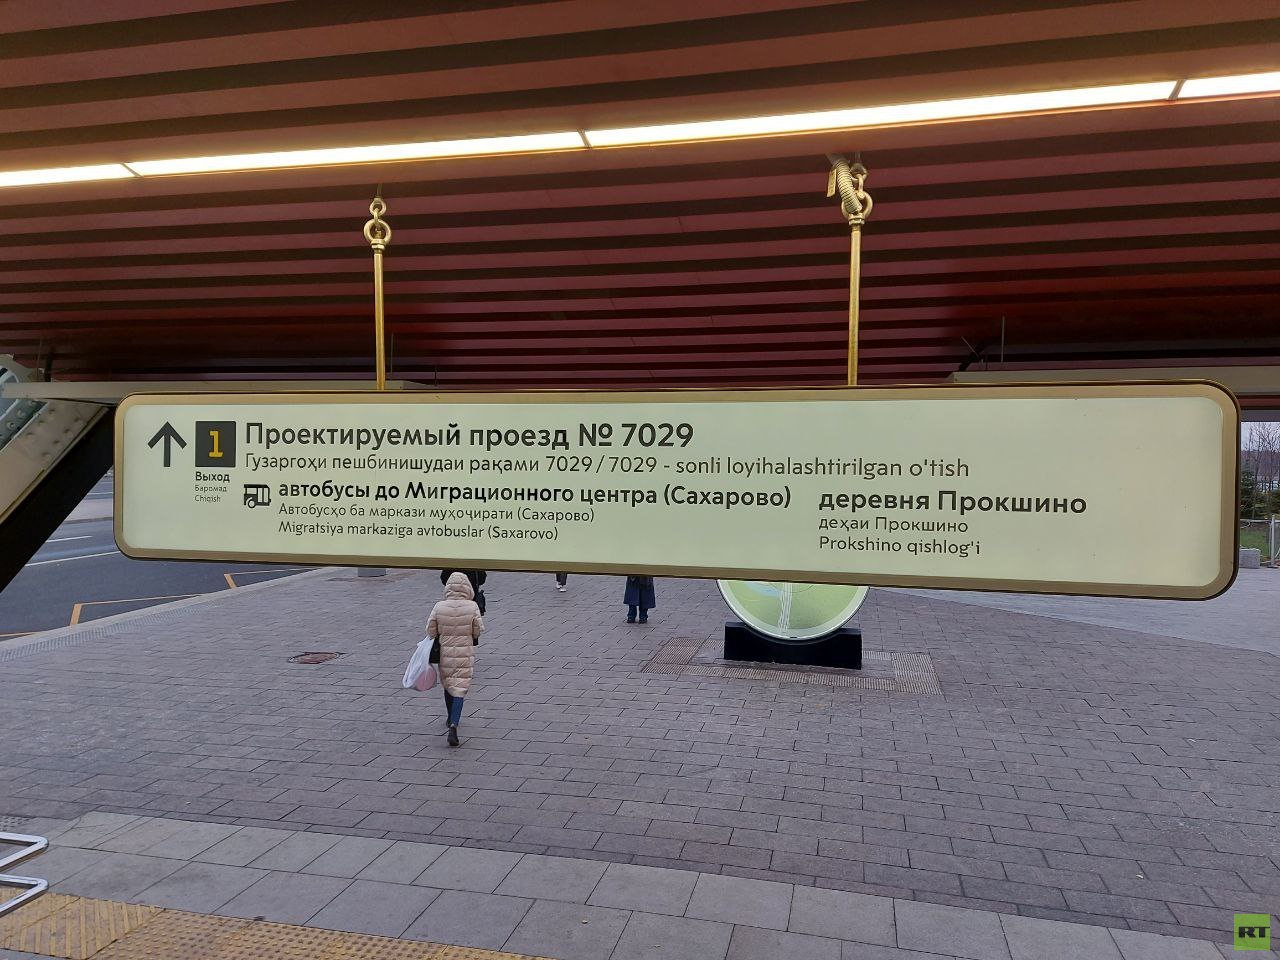 1
Выход
Баромад
Chiqish
Проектируемый проезд № 7029
Гузаргоҳи пешбинишудаи рақами 7029 / 7029 - sonli loyihalashtirilgan o'tish
автобусы до Миграционного центра (Сахарово)
Автобусҳо ба маркази муҳоҷирати (Сахарово)
Migratsiya markaziga avtobuslar (Saxarovo)
деревня Прокшино
деҳаи Прокшино
Prokshino qishlog'i
RT